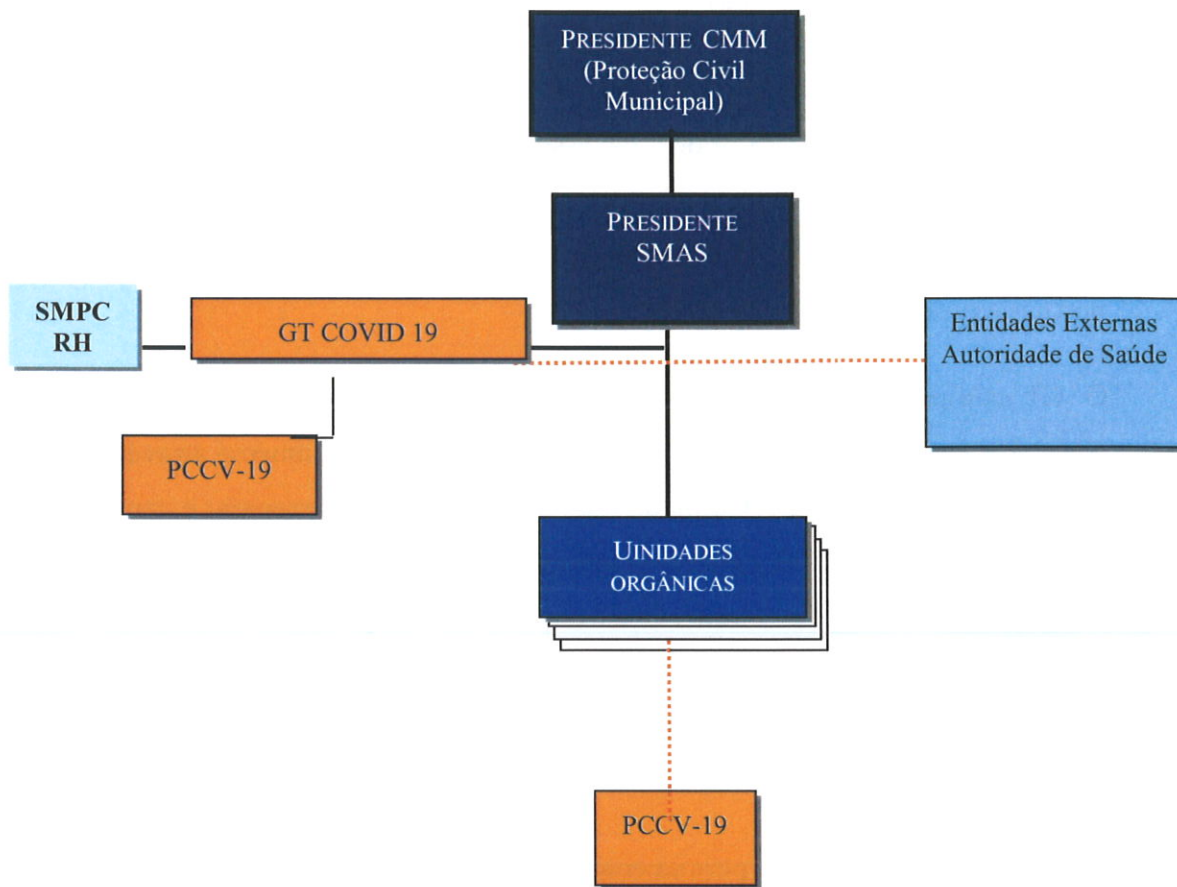 PRESIDENTE CMM
(Proteção Civil
Municipal)
PRESIDENTE
SMAS
SMPC
RH
GT COVID 19
Entidades Externas
Autoridade de Saúde
PCCV-19
UINIDADES
ORGÂNICAS
PCCV-19